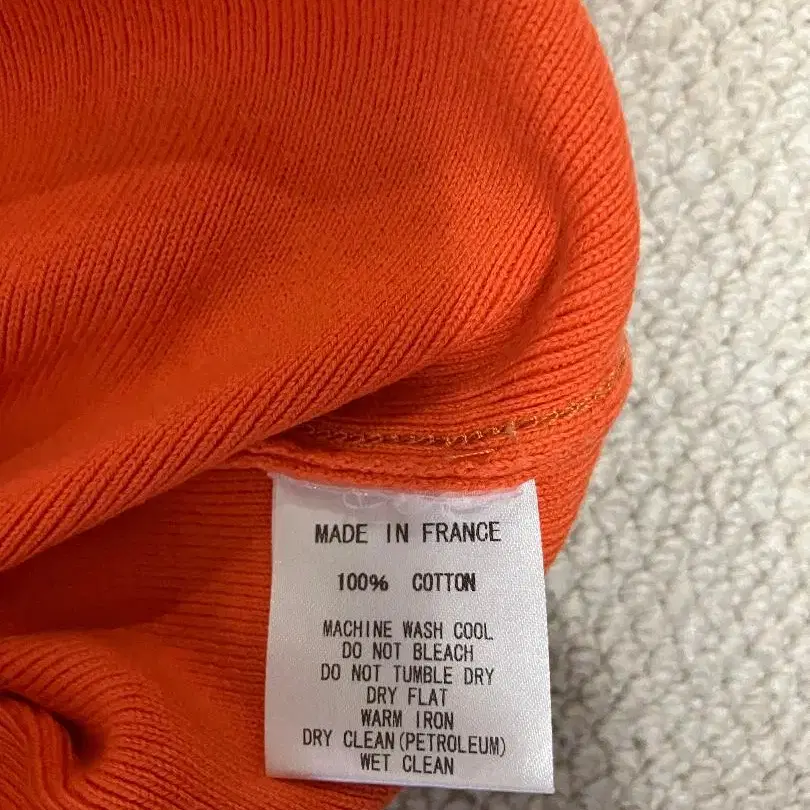 MADE IN FRANCE
100% COTTON
MACHINE WASH COOL
DO NOT BLEACH
DO NOT TUMBLE DRY
DRY FLAT
WARM IRON
DRY CLEAN(PETROLEUM)
WET CLEAN